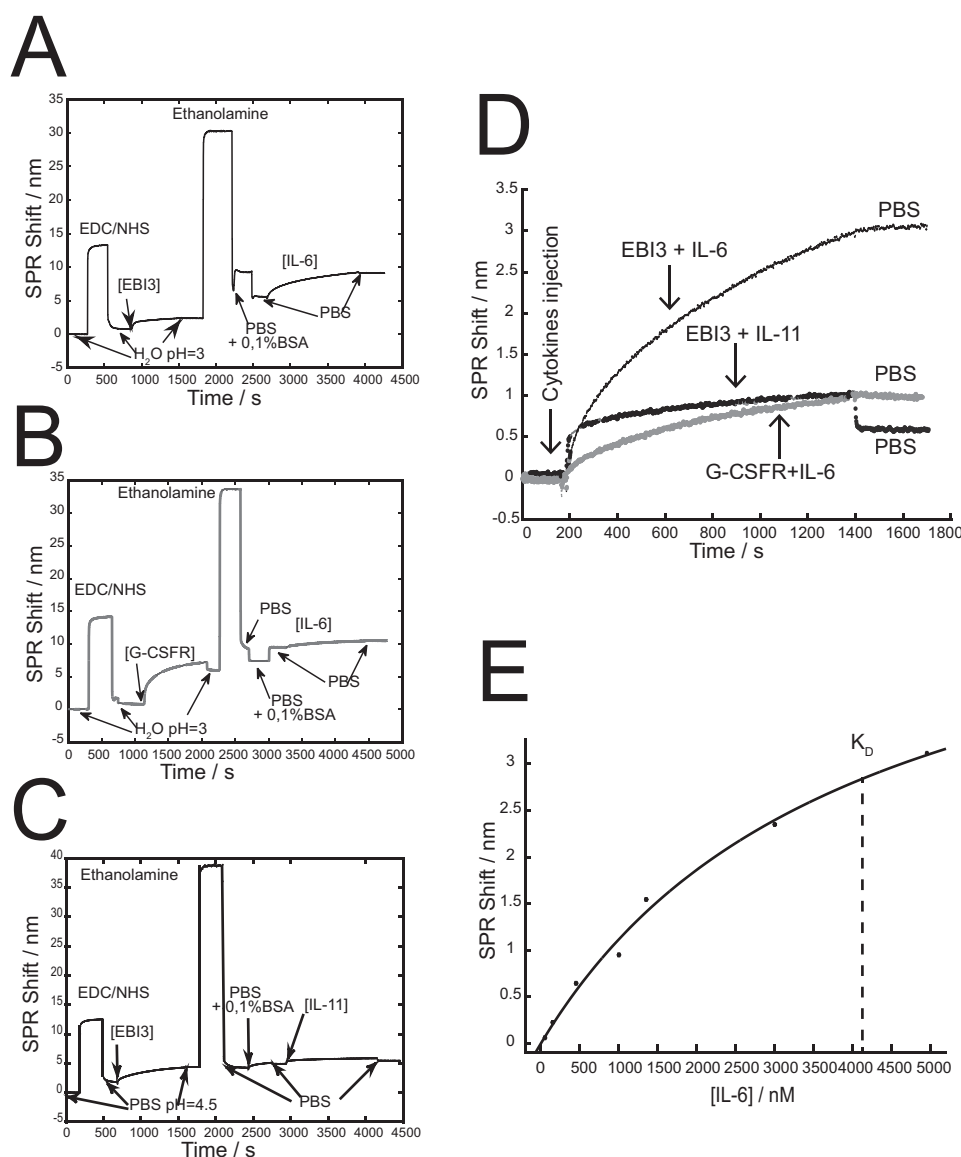 A
Ethanolamine
EDC/NHS
[EBI3]
[IL-6]
H2O pH=3
PBS
+ 0,1%BSA
PBS
SPR Shift / nm
35
30
25
20
15
10
5
0
-5
0 500 1000 1500 2000 2500 3000 3500 4000 4500
Time / s
B
Ethanolamine
EDC/NHS
PBS
[G-CSFR]
[IL-6]
PBS
H2O pH=3
PBS
+ 0,1%BSA
SPR Shift / nm
35
30
25
20
15
10
5
0
-5
0 500 1000 1500 2000 2500 3000 3500 4000 4500 5000
Time / s
C
Ethanolamine
EDC/NHS
PBS
+ 0,1%BSA
[IL-11]
[EBI3]
PBS pH=4.5
PBS
SPR Shift / nm
40
35
30
25
20
15
10
5
0
-5
0 500 1000 1500 2000 2500 3000 3500 4000 4500
Time / s
D
SPR Shift / nm
3.5
3
2.5
2
1.5
1
0.5
0
-0.5
Cytokines injection
PBS
EBI3 + IL-6
EBI3 + IL-11
PBS
PBS
G-CSFR+IL-6
0 200 400 600 800 1000 1200 1400 1600 1800
Time / s
E
KD
SPR Shift / nm
3
2.5
2
1.5
1
0.5
0
0 500 1000 1500 2000 2500 3000 3500 4000 4500 5000
[IL-6] / nM